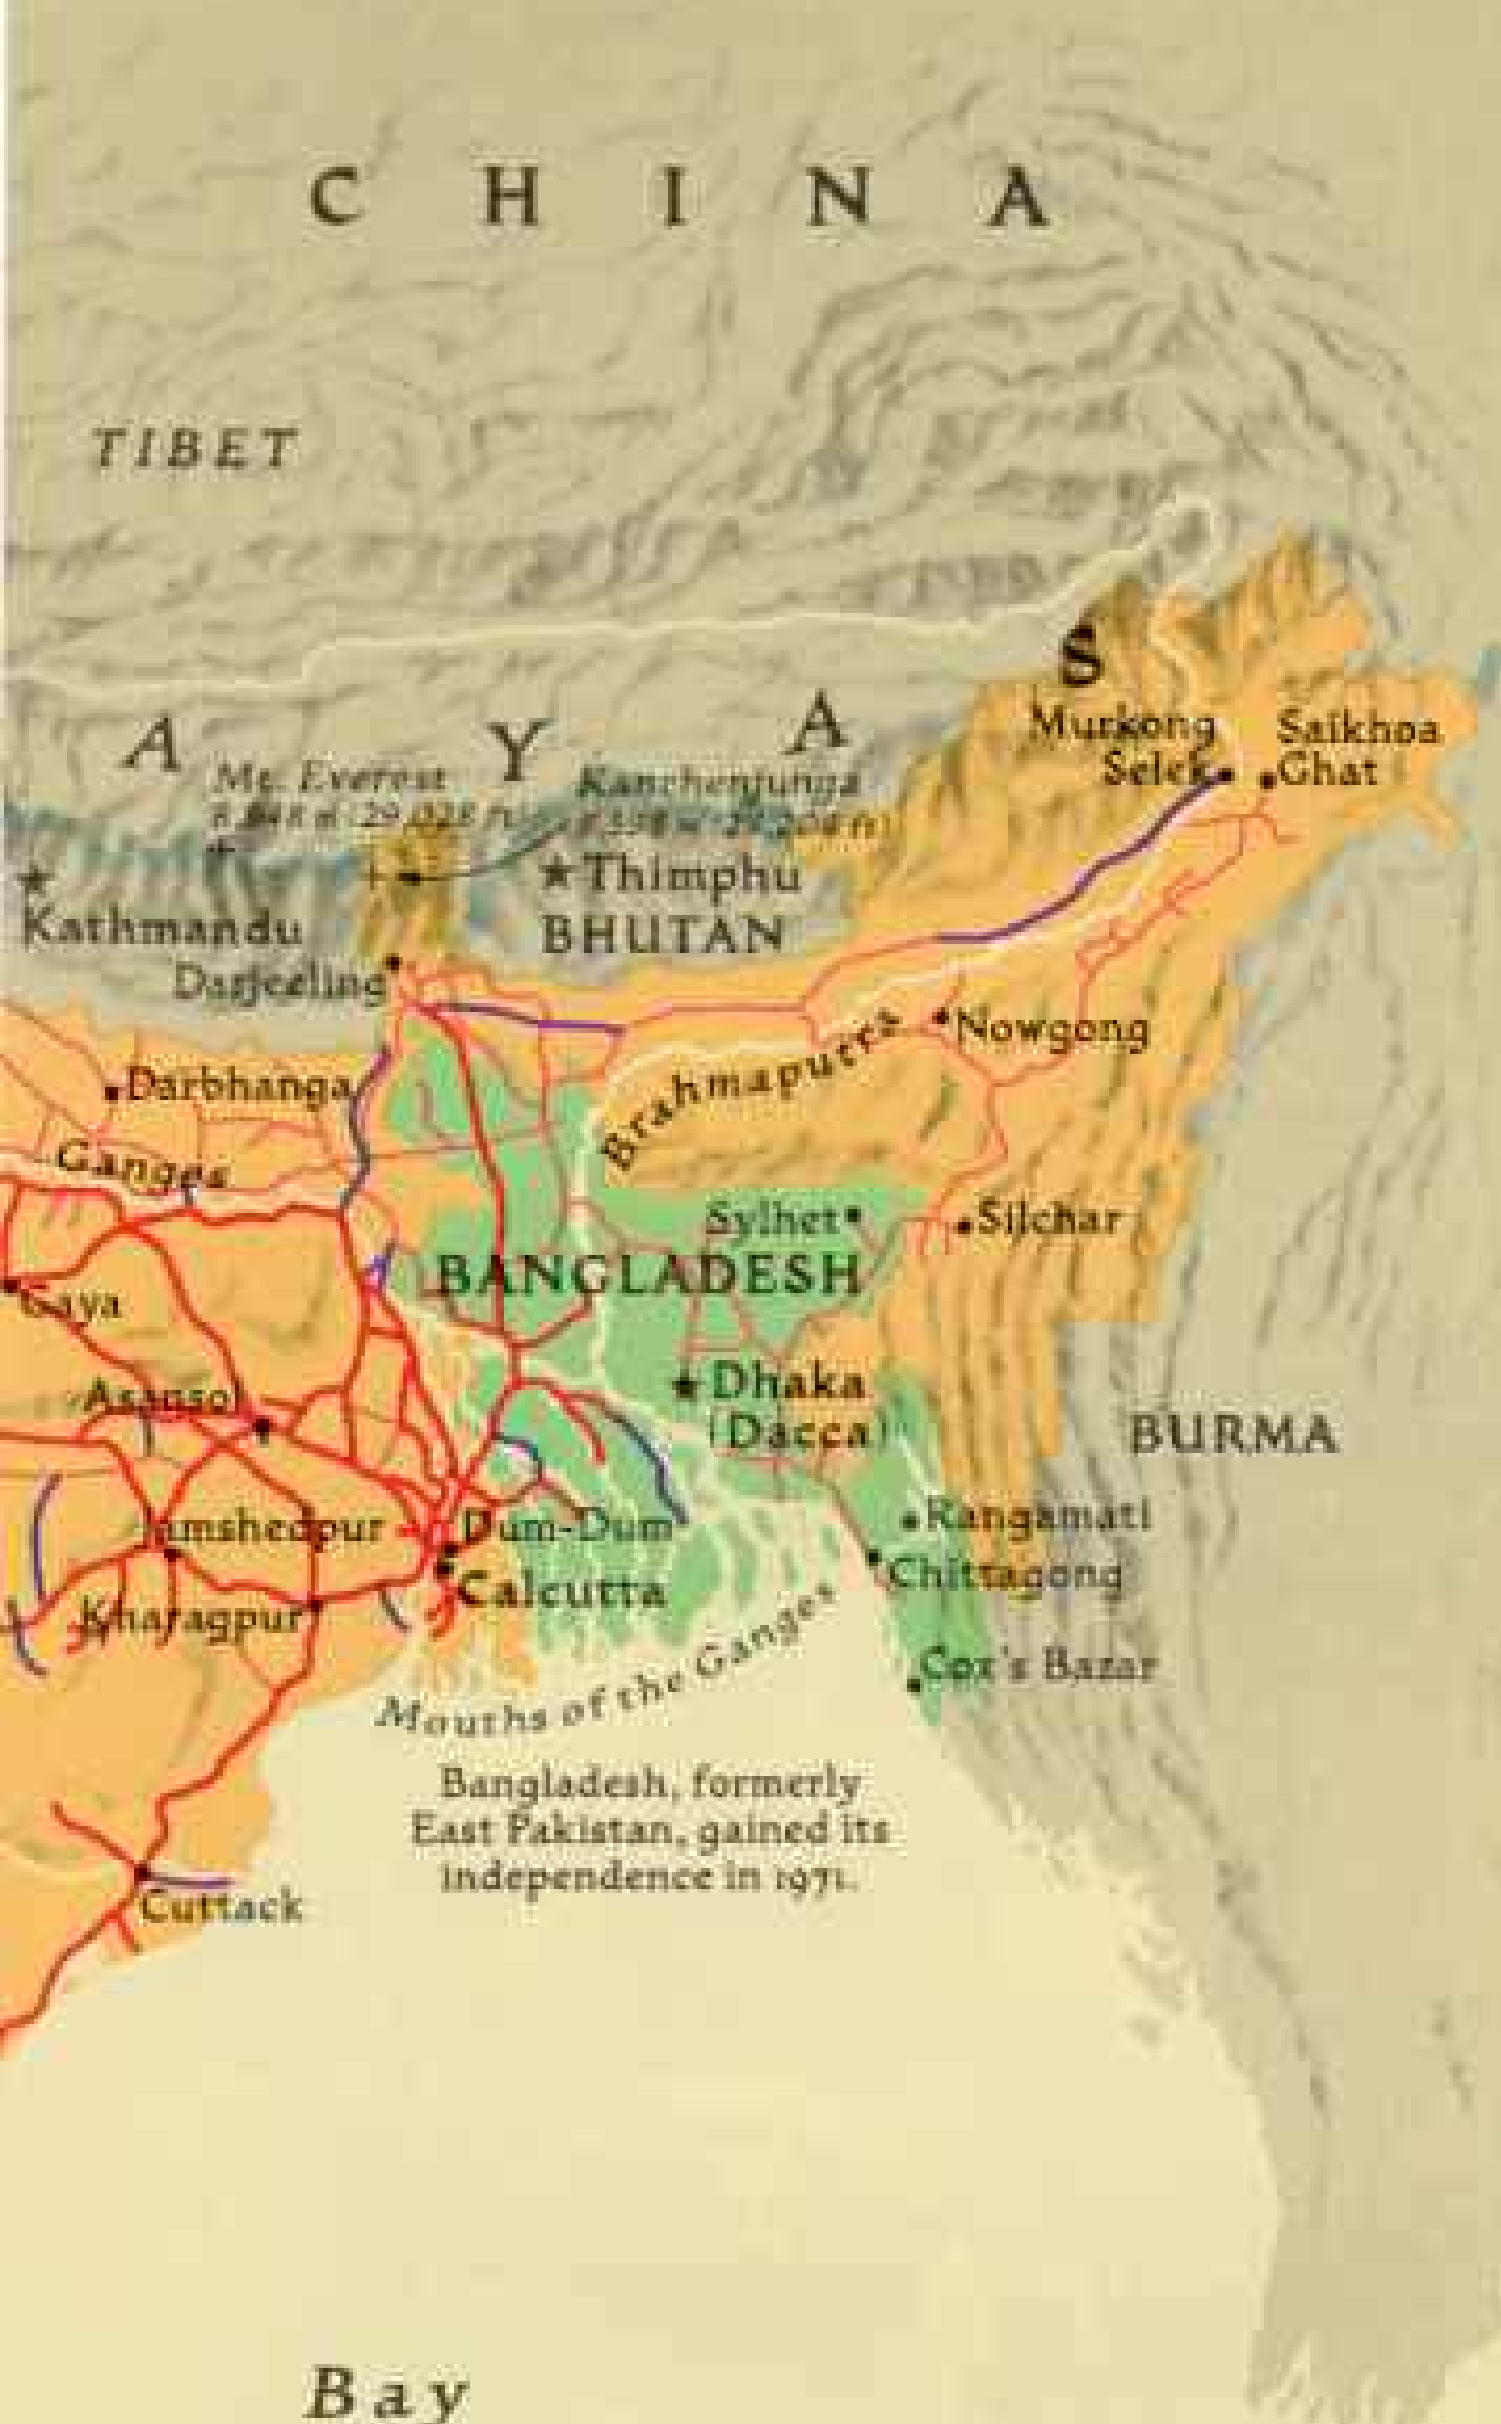 C H I N A
TIBET
S
Murkong
Selek
Saikhoa
Ghat
A Y A
Mt. Everest
Kanchenjunga
Thimphu
BHUTAN
Kathmandu
Darjeeling
Nowgong
Brahmaputra
Darbhanga
Ganges
Sylhet
Silchar
BANGLADESH
Gaya
Dhaka
(Dacca)
Asansol
BURMA
Rangamati
amshedpur
Dum-Dum
Chittagong
Calcutta
Kharagpur
Cox's Bazar
Mouths of the Ganges
Bangladesh, formerly
East Pakistan, gained its
independence in 1971.
Cuttack
Bay